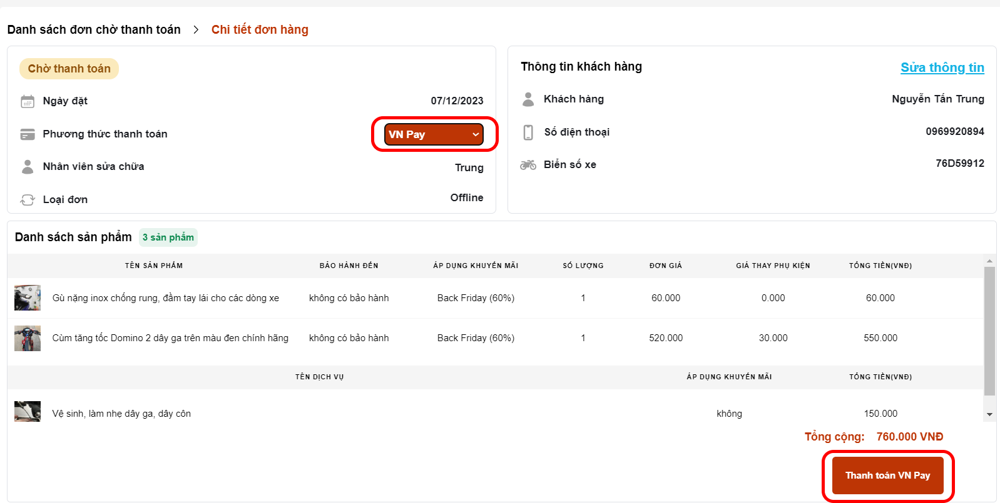 Danh sách đơn chờ thanh toán > Chi tiết đơn hàng
Chờ thanh toán
Ngày đặt 07/12/2023
Phương thức thanh toán VN Pay
Nhân viên sửa chữa Trung
Loại đơn Offline
Thông tin khách hàng Sửa thông tin
Khách hàng Nguyễn Tấn Trung
Số điện thoại 0969920894
Biển số xe 76D59912
Danh sách sản phẩm 3 sản phẩm
TÊN SẢN PHẨM BẢO HÀNH ĐẾN ÁP DỤNG KHUYẾN MÃI SỐ LƯỢNG ĐƠN GIÁ GIÁ THAY PHỤ KIỆN TỔNG TIỀN(VNĐ)
Gù nặng inox chống rung, đầm tay lái cho các dòng xe không có bảo hành Back Friday (60%) 1 60.000 0.000 60.000
Cùm tăng tốc Domino 2 dây ga trên màu đen chính hãng không có bảo hành Back Friday (60%) 1 520.000 30.000 550.000
TÊN DỊCH VỤ ÁP DỤNG KHUYẾN MÃI TỔNG TIỀN(VNĐ)
Vệ sinh, làm nhẹ dây ga, dây côn không 150.000
Tổng cộng: 760.000 VNĐ
Thanh toán VN Pay